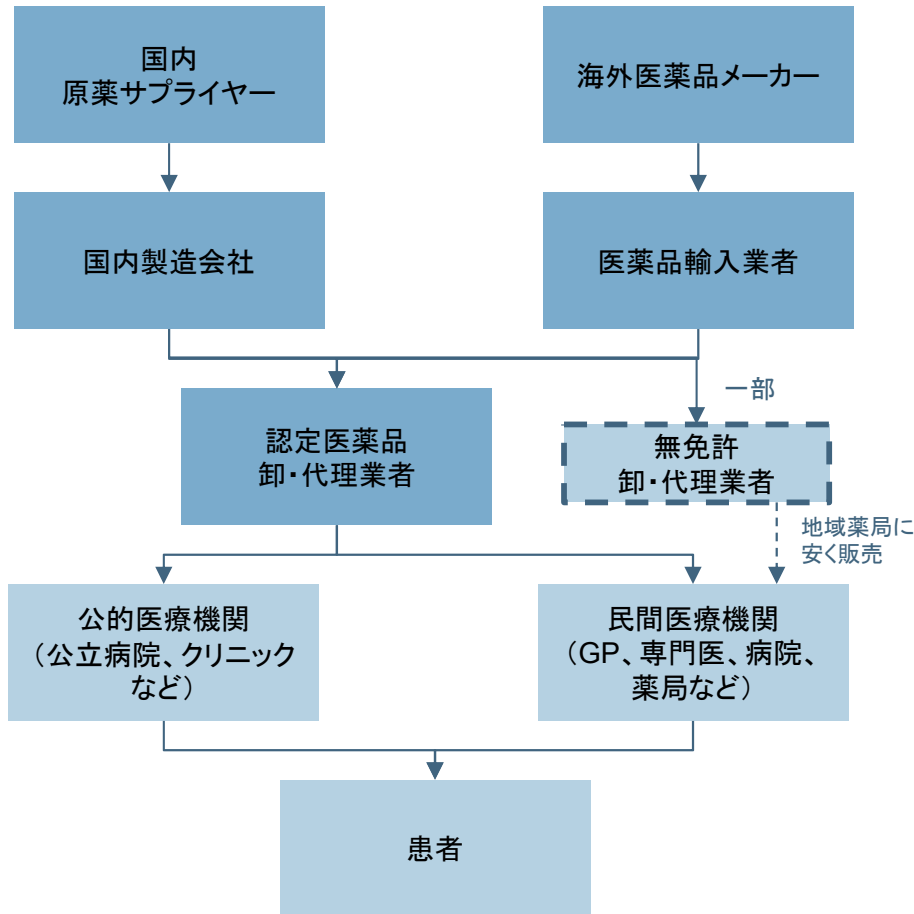 国内
原薬サプライヤー
海外医薬品メーカー
国内製造会社
医薬品輸入業者
一部
認定医薬品
卸・代理業者
無免許
卸・代理業者
地域薬局に
安く販売
公的医療機関
（公立病院、クリニック
など）
民間医療機関
（GP、専門医、病院、
薬局など）
患者